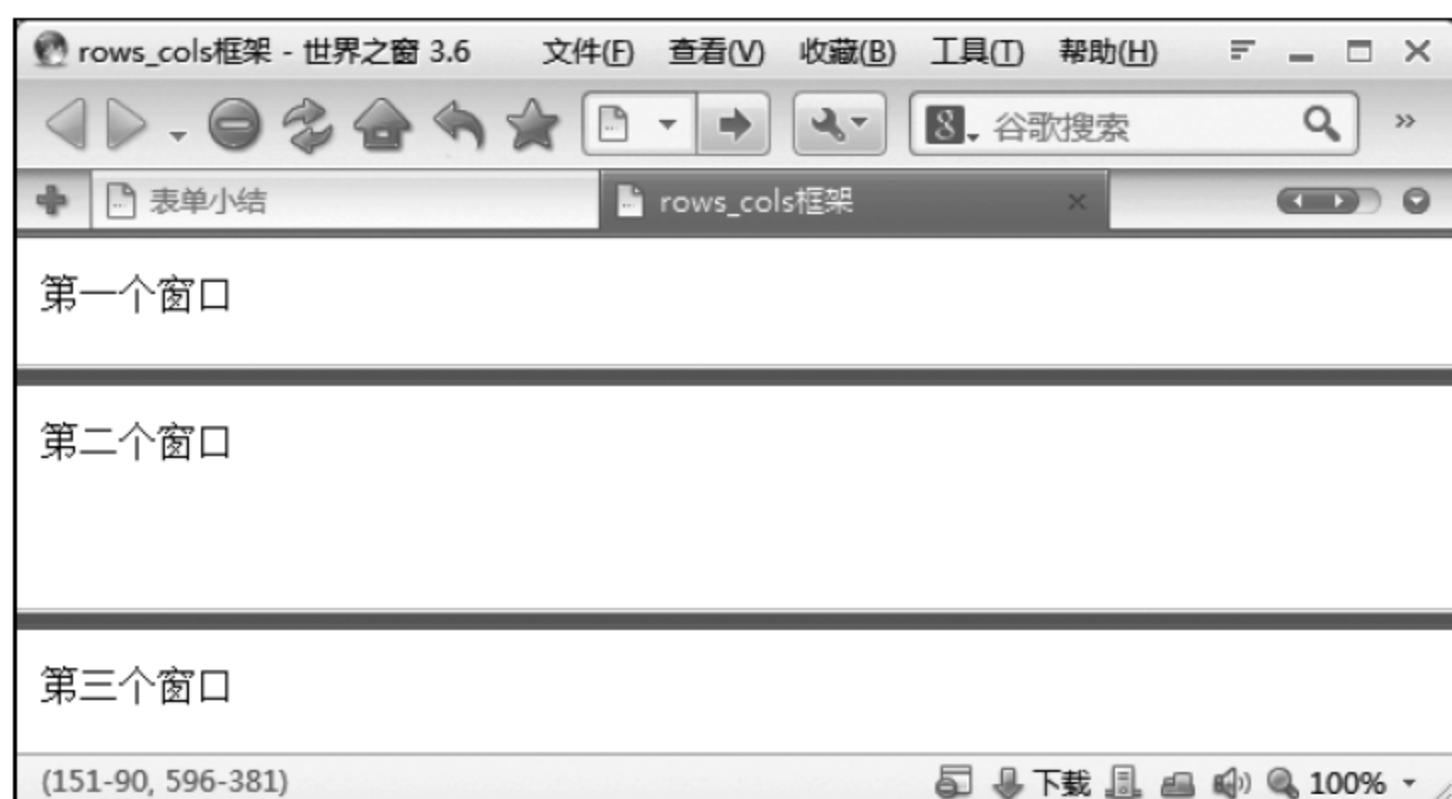 rows_cols框架 - 世界之窗 3.6 文件(F) 查看(V) 收藏(B) 工具(T) 帮助(H)
8 谷歌搜索 »
表单小结 rows_cols框架
第一个窗口
第二个窗口
第三个窗口
(151-90, 596-381) 下载 100%